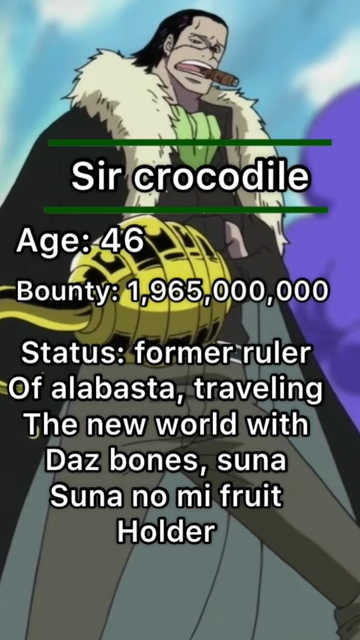 Sir crocodile
Age: 46
Bounty: 1,965,000,000
Status: former ruler
Of alabasta, traveling
The new world with
Daz bones, suna
Suna no mi fruit
Holder